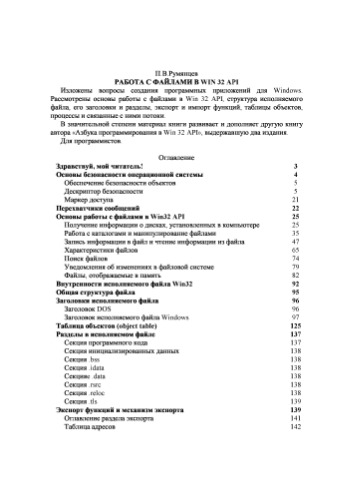 П.В.Румянцев
РАБОТА С ФАЙЛАМИ В WIN 32 API
Изложены вопросы создания программных приложений для Windows.
Рассмотрены основы работы с файлами в Win 32 API, структура исполняемого
файла, его заголовки и разделы, экспорт и импорт функций, таблицы объектов,
процессы и связанные с ними потоки.
В значительной степени материал книги развивает и дополняет другую книгу
автора «Азбука программирования в Win 32 API», выдержанную два издания.
Для программистов
Оглавление
Здравствуй, мой читатель! 3
Основы безопасности операционной системы 4
Обеспечение безопасности объектов 5
Дескриптор безопасности 5
Маркер доступа 21
Перехватчики сообщений 22
Основы работы с файлами в Win32 API 25
Получение информации о дисках, установленных в компьютере 25
Работа с каталогами и манипулирование файлами 35
Запись информации в файл и чтение информации из файла 47
Характеристики файлов 65
Поиск файлов 74
Уведомления об изменениях в файловой системе 79
Файлы, отображаемые в память 82
Внутренности исполняемого файла Win32 92
Общая структура файла 95
Заголовки исполняемого файла 96
Заголовок DOS 96
Заголовок исполняемого файла Windows 97
Таблица объектов (object table) 125
Разделы в исполняемом файле 137
Секция программного кода 137
Секция инициализированных данных 138
Секция .bss 138
Секция .idata 138
Секция .data 138
Секция .rsrc 138
Секция .reloc 138
Секция .tls 139
Экспорт функций и механизм экспорта 139
Оглавление раздела экспорта 141
Таблица адресов 142